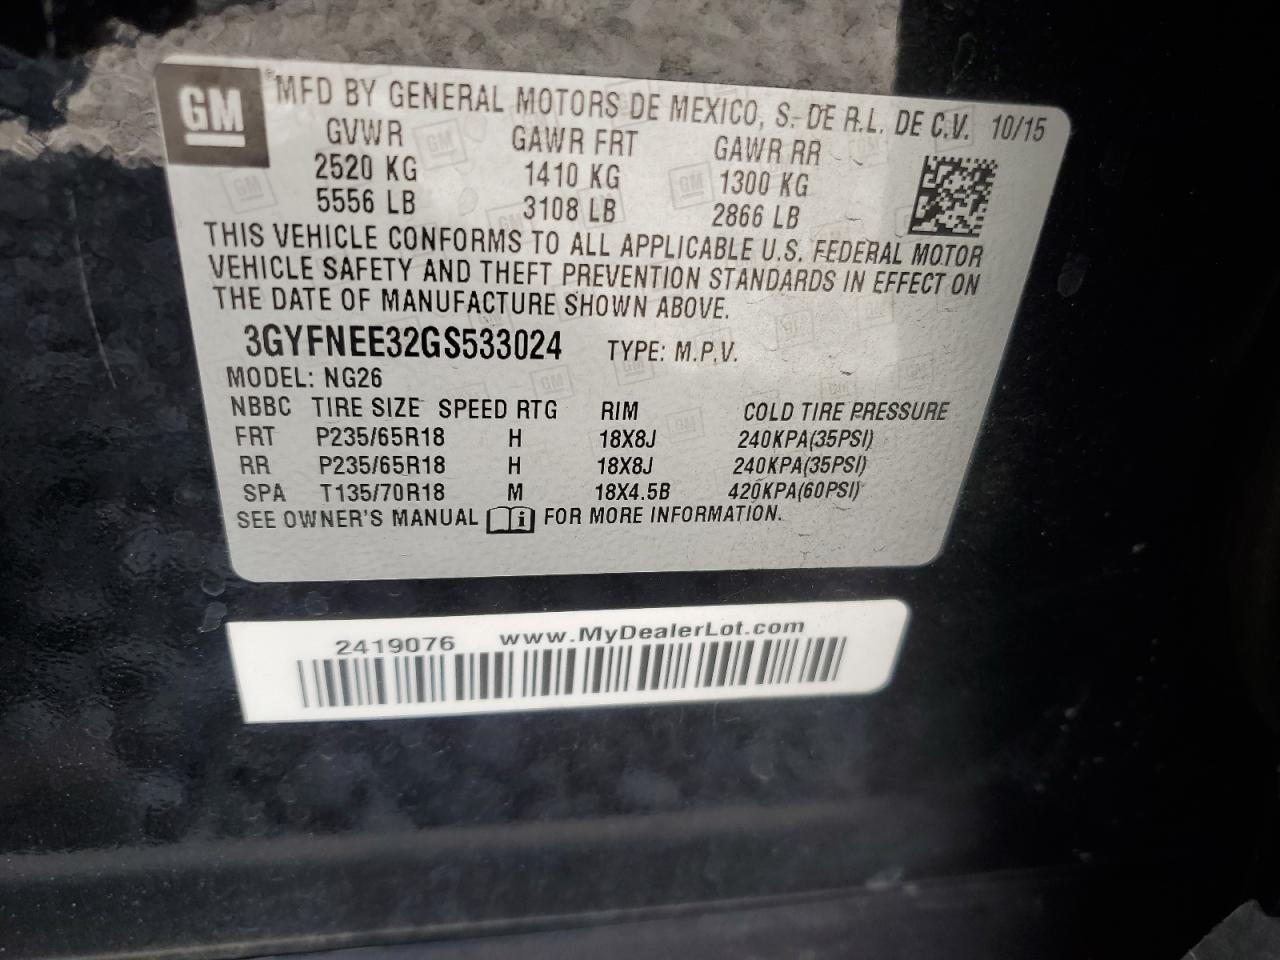 GM
® MFD BY GENERAL MOTORS DE MEXICO, S. DE R.L. DE C.V. 10/15
GVWR GAWR FRT GAWR RR
2520 KG 1410 KG 1300 KG
5556 LB 3108 LB 2866 LB
THIS VEHICLE CONFORMS TO ALL APPLICABLE U.S. FEDERAL MOTOR
VEHICLE SAFETY AND THEFT PREVENTION STANDARDS IN EFFECT ON
THE DATE OF MANUFACTURE SHOWN ABOVE.
3GYFNEE32GS533024 TYPE: M.P.V.
MODEL: NG26
NBBC TIRE SIZE SPEED RTG RIM COLD TIRE PRESSURE
FRT P235/65R18 H 18X8J 240KPA(35PSI)
RR P235/65R18 H 18X8J 240KPA(35PSI)
SPA T135/70R18 M 18X4.5B 420KPA(60PSI)
SEE OWNER'S MANUAL i FOR MORE INFORMATION.
2419076 www.MyDealerLot.com